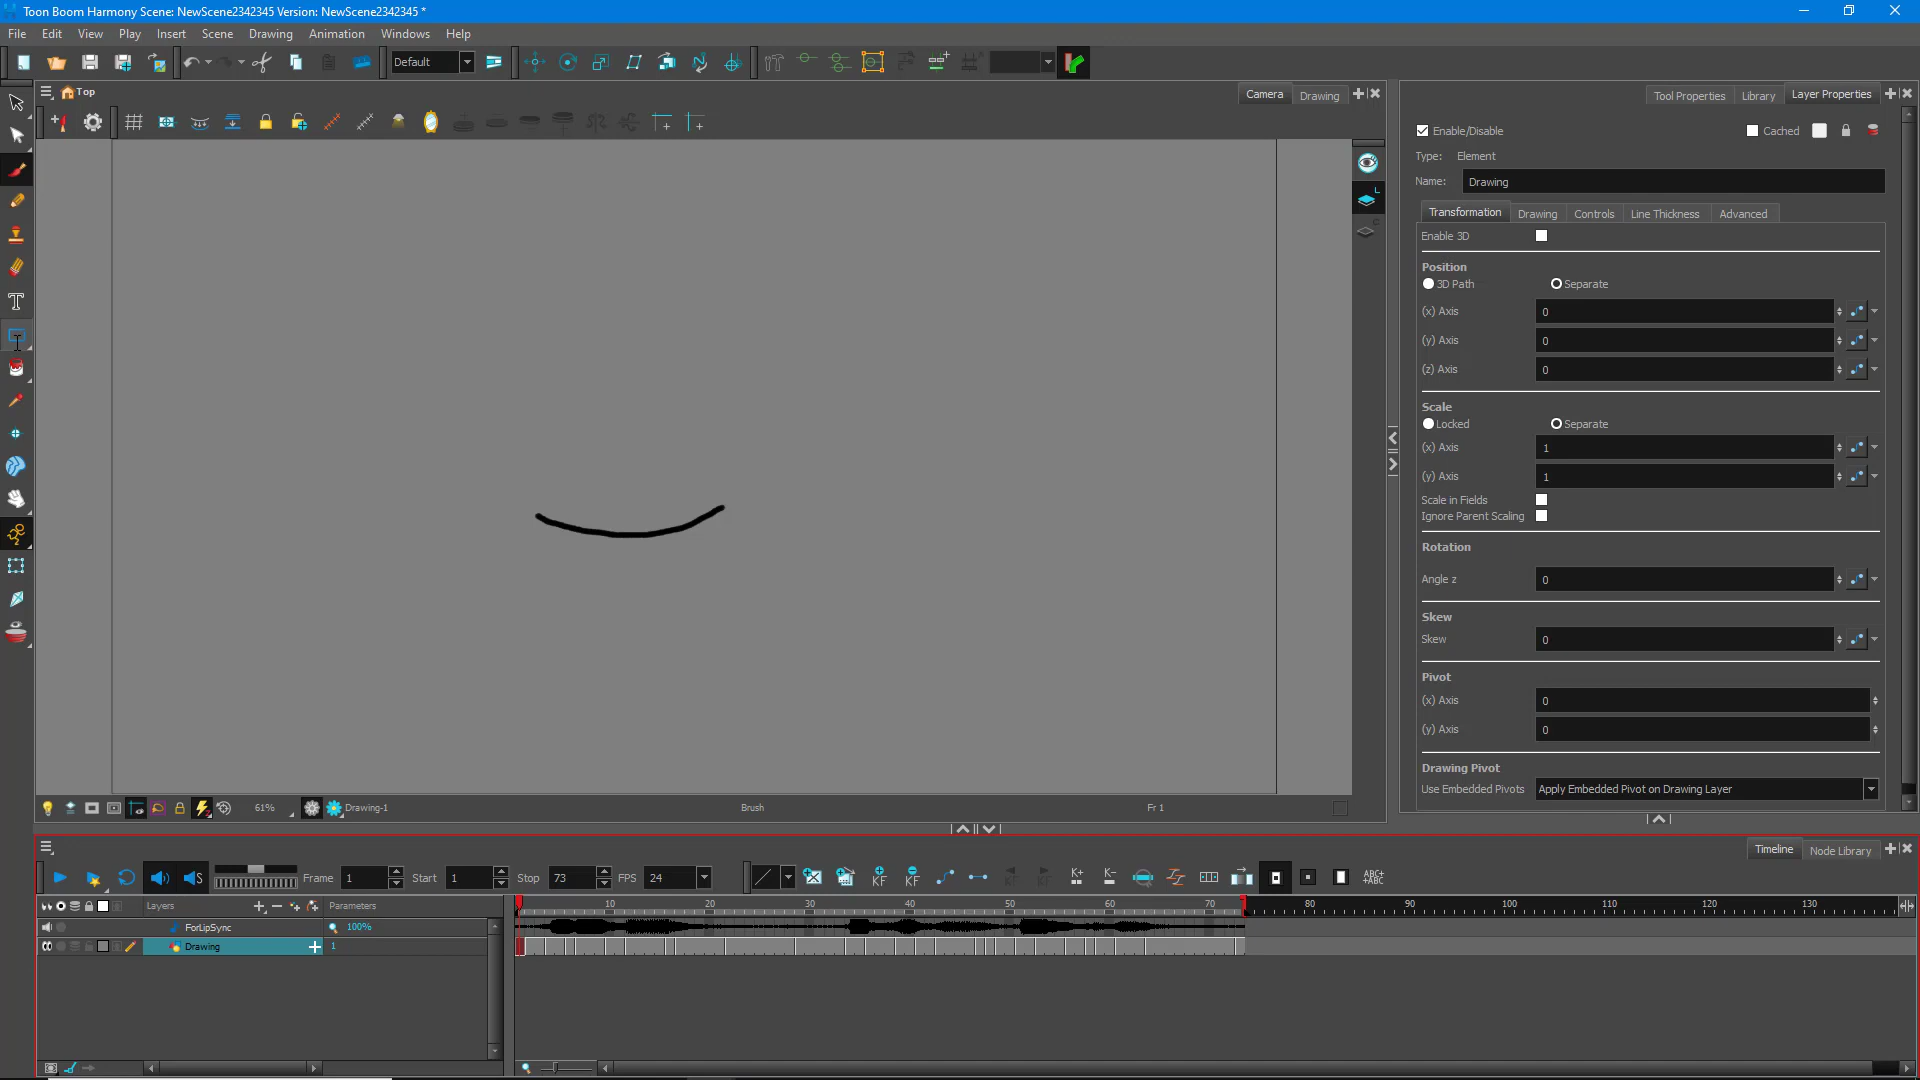 Toon Boom Harmony Scene: NewScene2342345 Version: NewScene2342345 *
File Edit View Play Insert Scene Drawing Animation Windows Help
Default
Top
Camera
Drawing
Tool Properties
Library
Layer Properties
Enable/Disable
Cached
Type: Element
Name: Drawing
Transformation
Drawing
Controls
Line Thickness
Advanced
Enable 3D
Position
3D Path
Separate
(x) Axis 0
(y) Axis 0
(z) Axis 0
Scale
Locked
Separate
(x) Axis 1
(y) Axis 1
Scale in Fields
Ignore Parent Scaling
Rotation
Angle z 0
Skew
Skew 0
Pivot
(x) Axis 0
(y) Axis 0
Drawing Pivot
Use Embedded Pivots Apply Embedded Pivot on Drawing Layer
61%
Drawing-1
Brush
Fr 1
Timeline
Node Library
Frame 1 Start 1 Stop 73 FPS 24
KF KF KF KF
ABC+
ABC
Layers
Parameters
10 20 30 40 50 60 70 80 90 100 110 120 130
ForLipSync 100%
Drawing 1